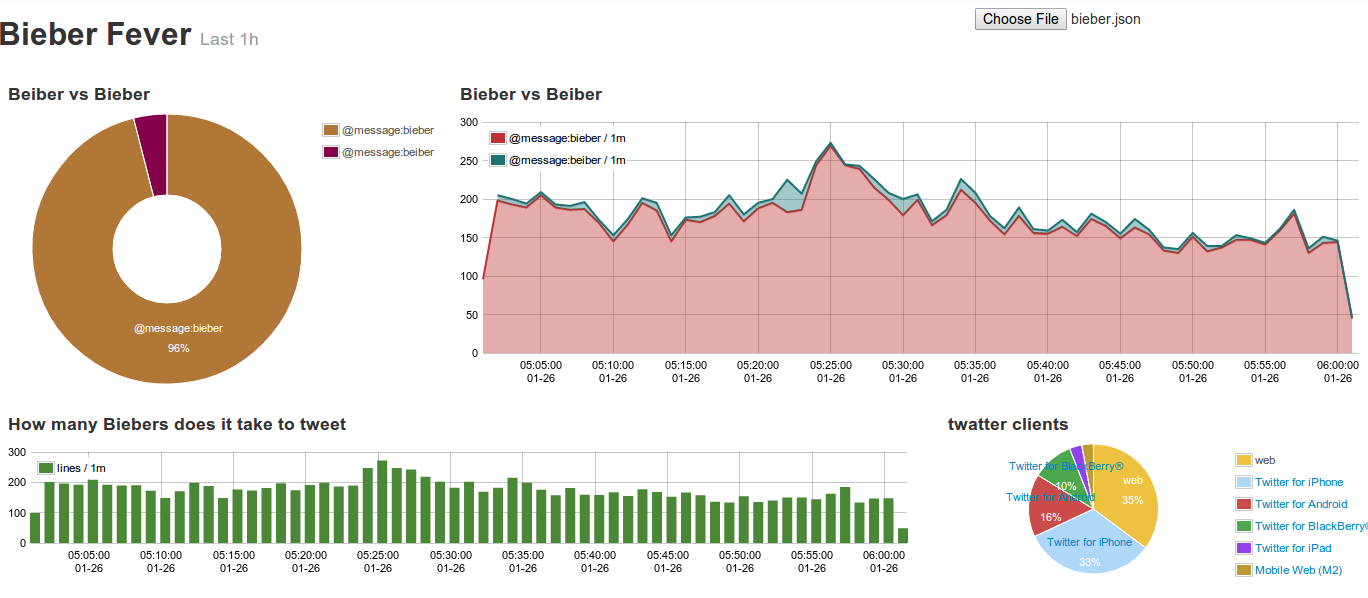 Bieber Fever Last 1h
Choose File bieber.json
Beiber vs Bieber
@message:bieber
@message:beiber
@message:bieber
96%
Bieber vs Beiber
@message:bieber / 1m
@message:beiber / 1m
300
250
200
150
100
50
0
05:05:00 05:10:00 05:15:00 05:20:00 05:25:00 05:30:00 05:35:00 05:40:00 05:45:00 05:50:00 05:55:00 06:00:00
01-26 01-26 01-26 01-26 01-26 01-26 01-26 01-26 01-26 01-26 01-26 01-26
How many Biebers does it take to tweet
lines / 1m
300
200
100
0
05:05:00 05:10:00 05:15:00 05:20:00 05:25:00 05:30:00 05:35:00 05:40:00 05:45:00 05:50:00 05:55:00 06:00:00
01-26 01-26 01-26 01-26 01-26 01-26 01-26 01-26 01-26 01-26 01-26 01-26
twatter clients
Twitter for BlackBerry®
10%
web
35%
Twitter for Android
16%
Twitter for iPhone
33%
web
Twitter for iPhone
Twitter for Android
Twitter for BlackBerry®
Twitter for iPad
Mobile Web (M2)